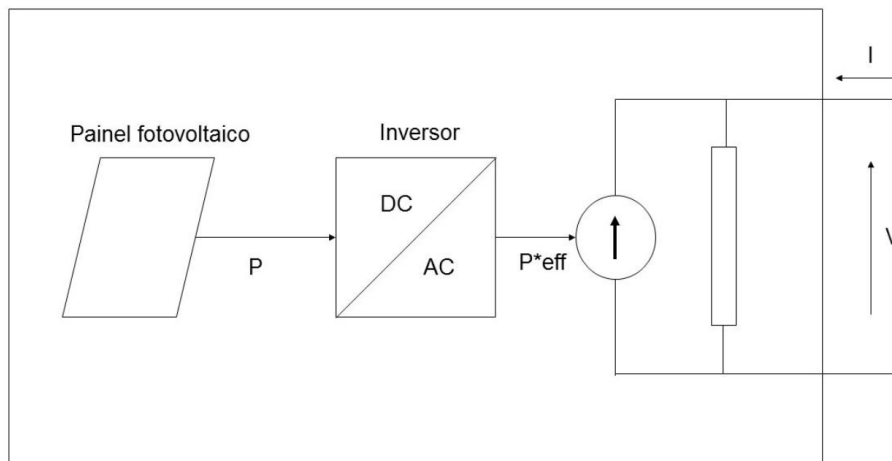 I
Painel fotovoltaico
Inversor
DC
AC
P
P*eff
V